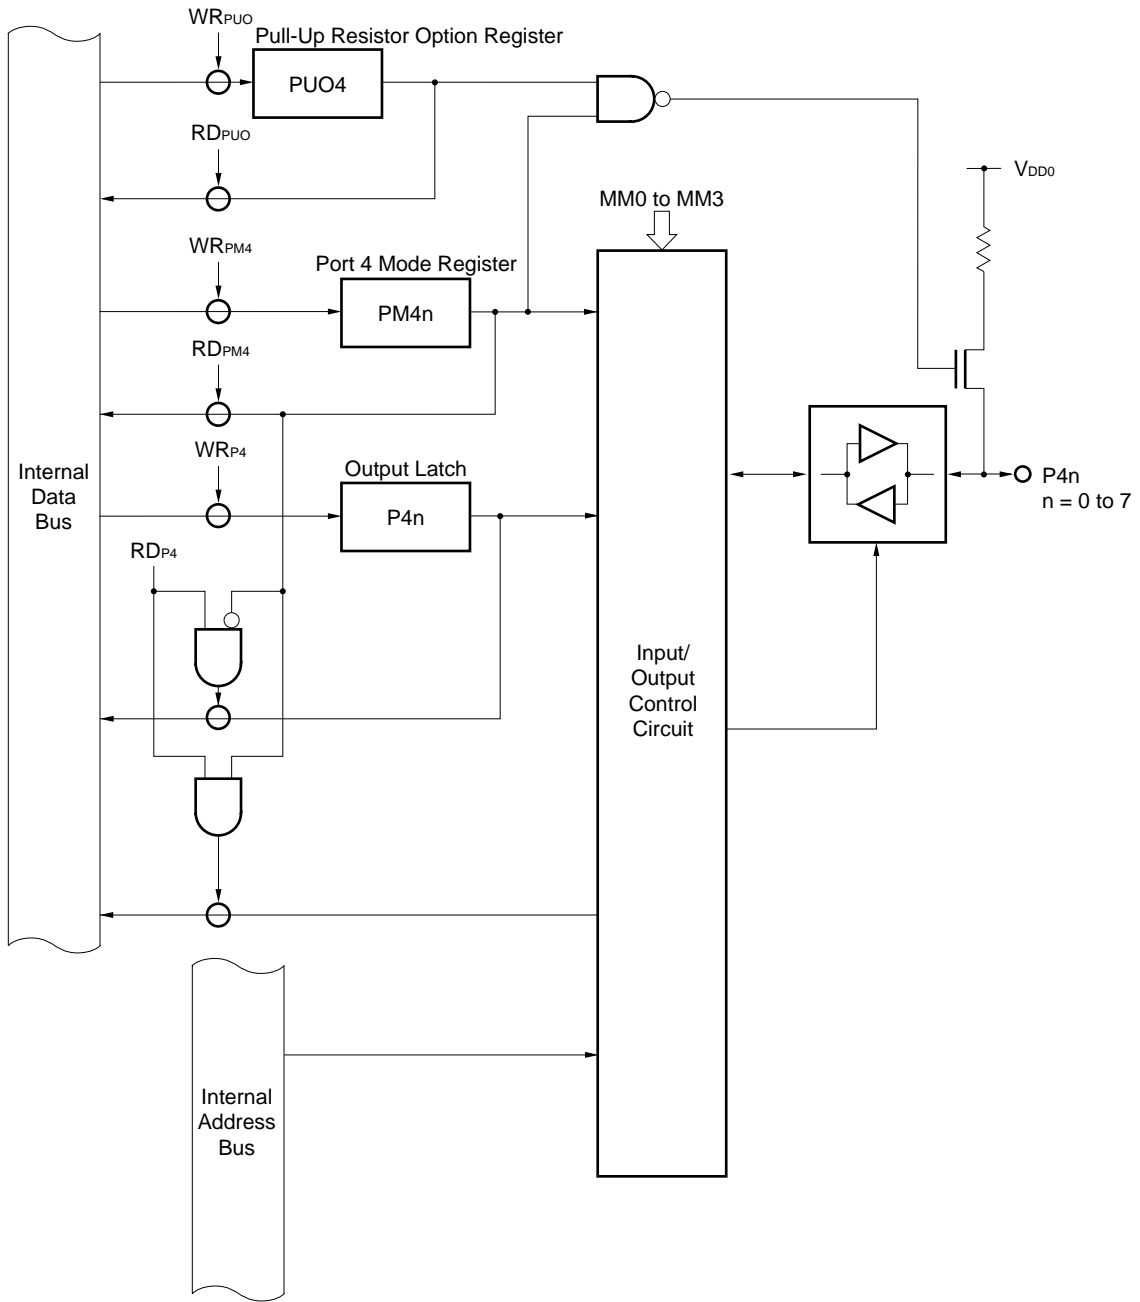 WRPUO
Pull-Up Resistor Option Register
PUO4
RDPUO
VDD0
MM0 to MM3
WRPM4
Port 4 Mode Register
PM4n
RDPM4
WRP4
Output Latch
P4n
Internal
Data
Bus
P4n
n = 0 to 7
RDP4
Input/
Output
Control
Circuit
Internal
Address
Bus